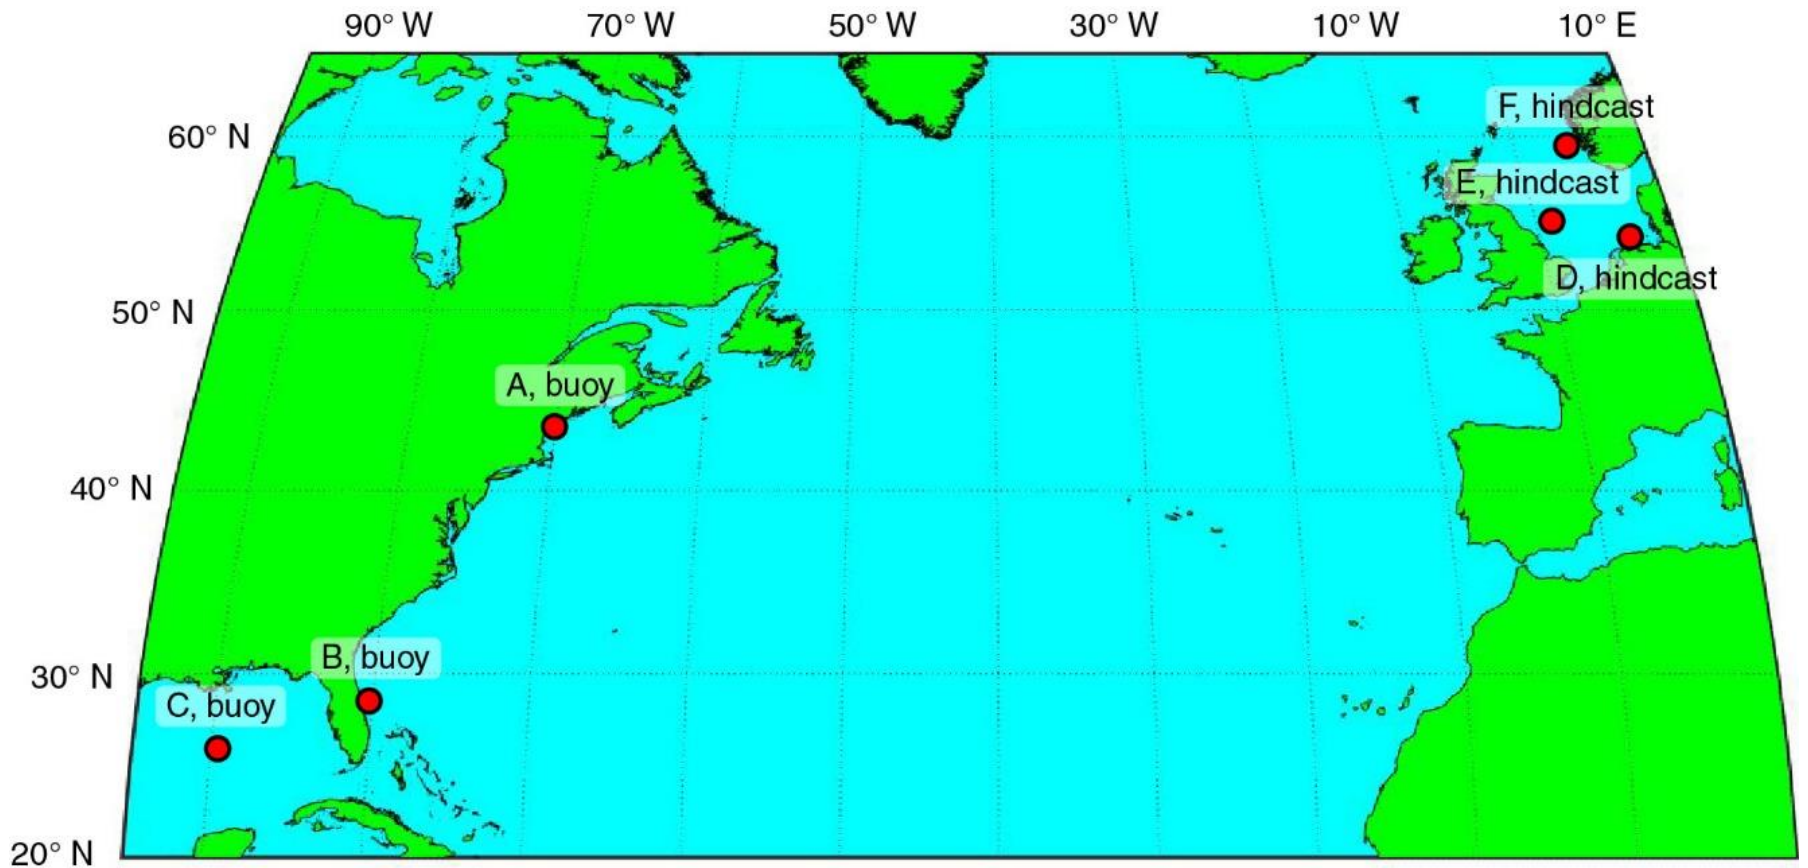 90° W 70° W 50° W 30° W 10° W 10° E
F, hindcast
60° N
E, hindcast
D, hindcast
50° N
A, buoy
40° N
B, buoy
30° N
C, buoy
20° N